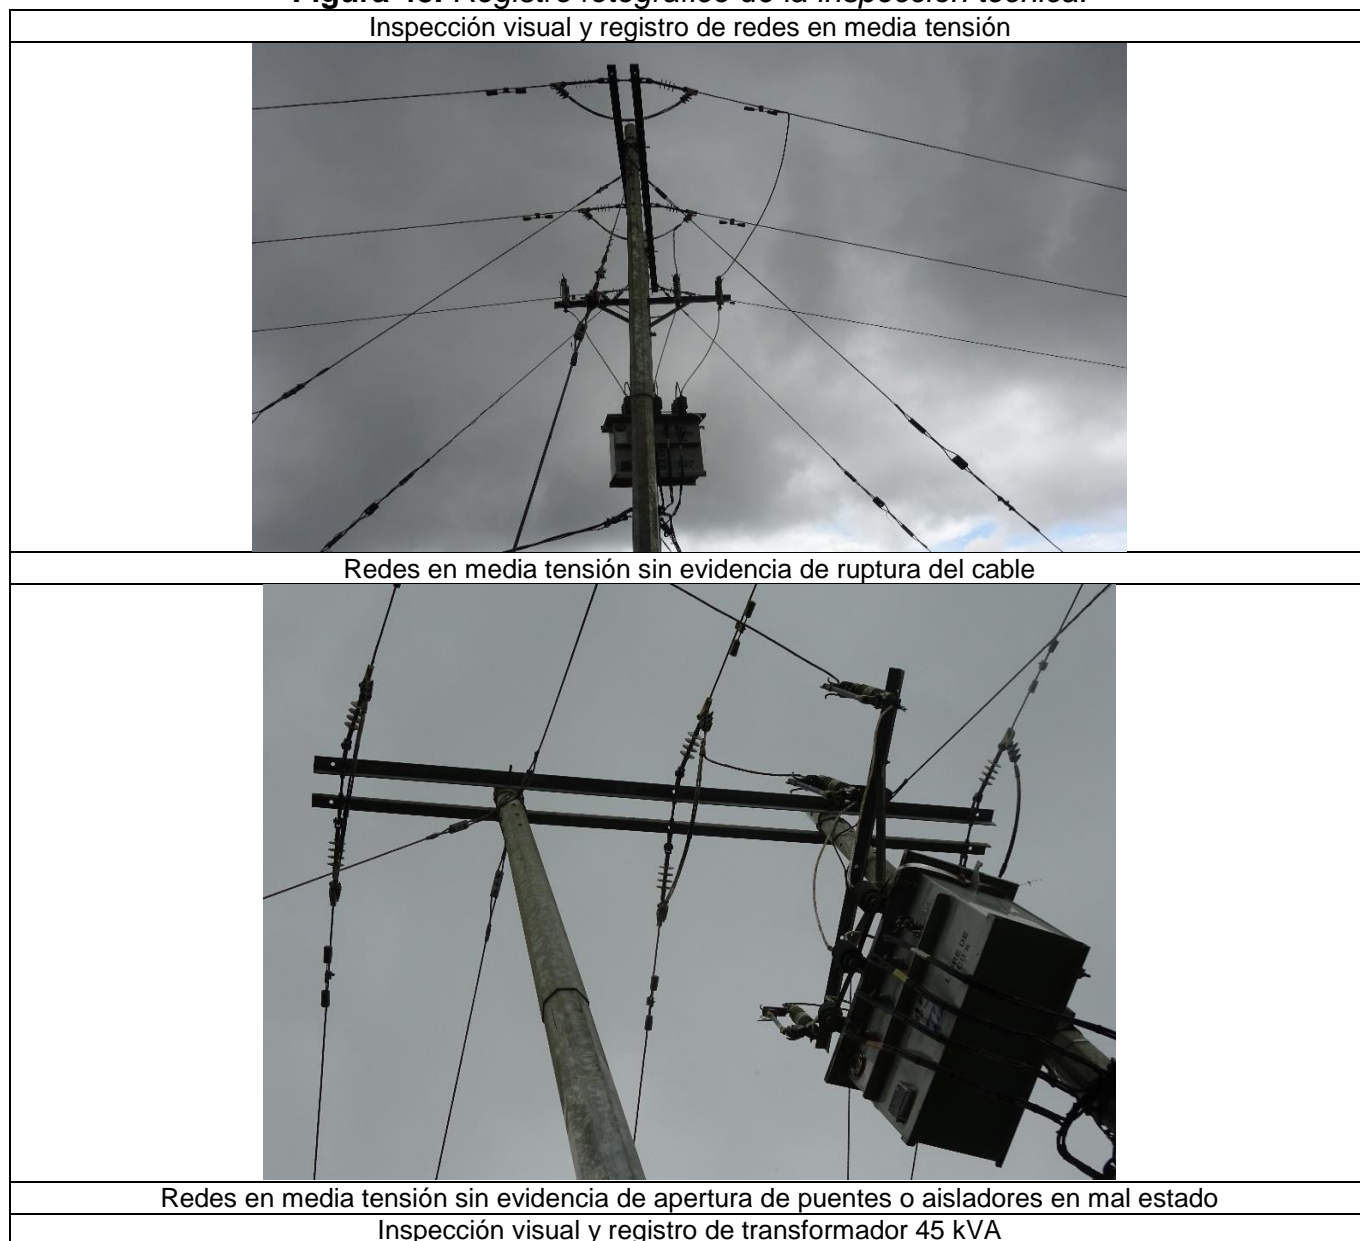 Inspección visual y registro de redes en media tensión
Redes en media tensión sin evidencia de ruptura del cable
Redes en media tensión sin evidencia de apertura de puentes o aisladores en mal estado
Inspección visual y registro de transformador 45 kVA